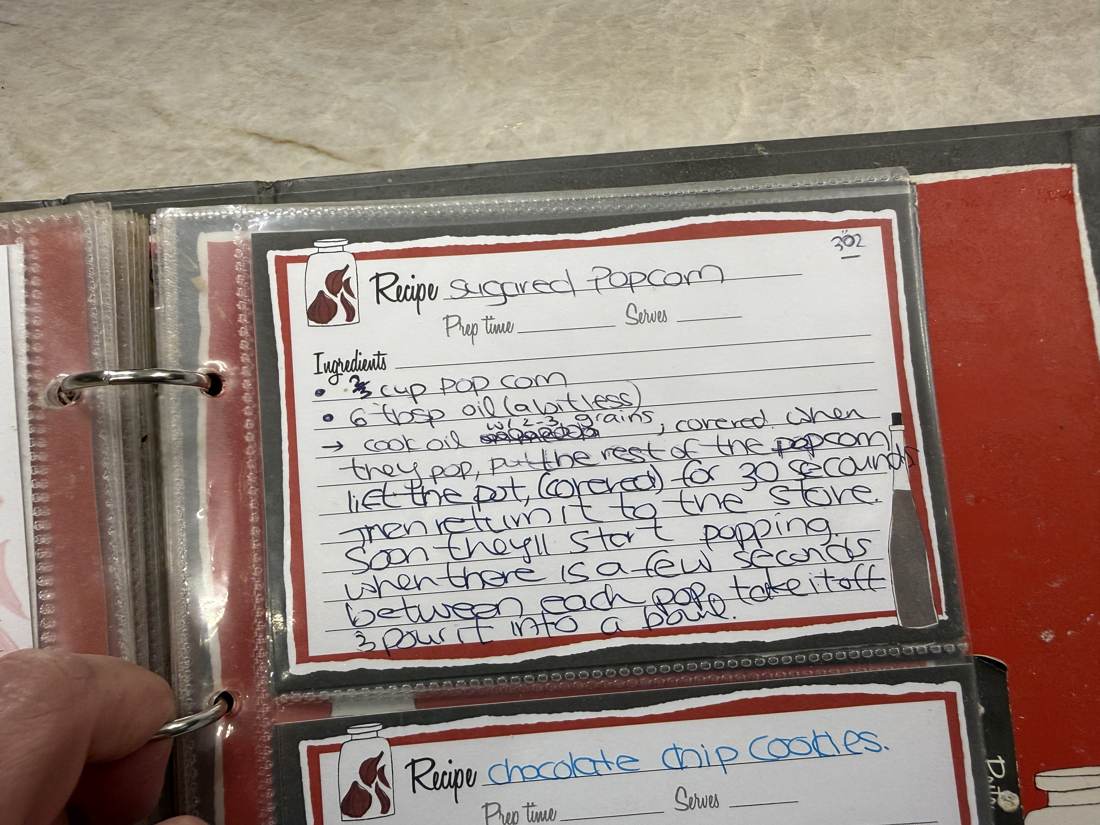 302
Recipe sugared Popcorn
Prep time Serves
Ingredients
• cup popcorn
• 6 tbsp oil (a bit less)
→ cook oil w/ 2-3 grains, covered. when
they pop, put the rest of the popcorn
lift the pot, (covered) for 30 secounds
Then return it to the stove.
Soon they'll start popping.
when there is a few seconds
between each pop, take it off
& pour it into a bowl.
Recipe chocolate chip cookies.
Prep time Serves